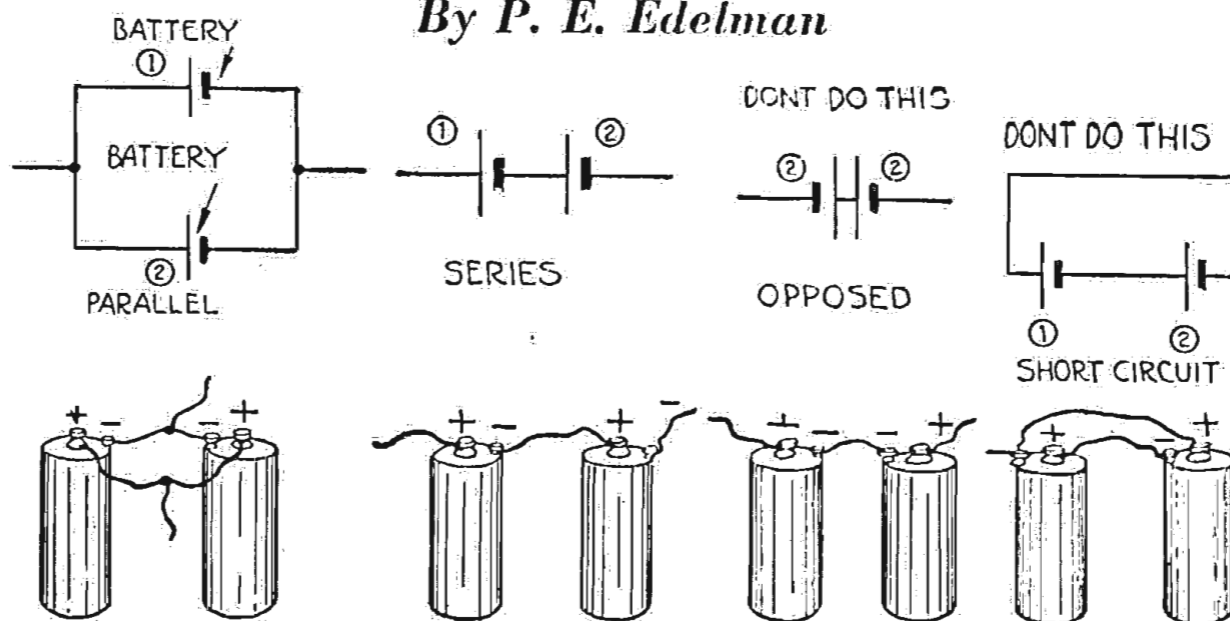 By P. E. Edelman
BATTERY
①
BATTERY
②
PARALLEL
① ②
SERIES
DONT DO THIS
② ②
OPPOSED
DONT DO THIS
① ②
SHORT CIRCUIT
+ - - +
+ - + -
+ - - +
+ - +